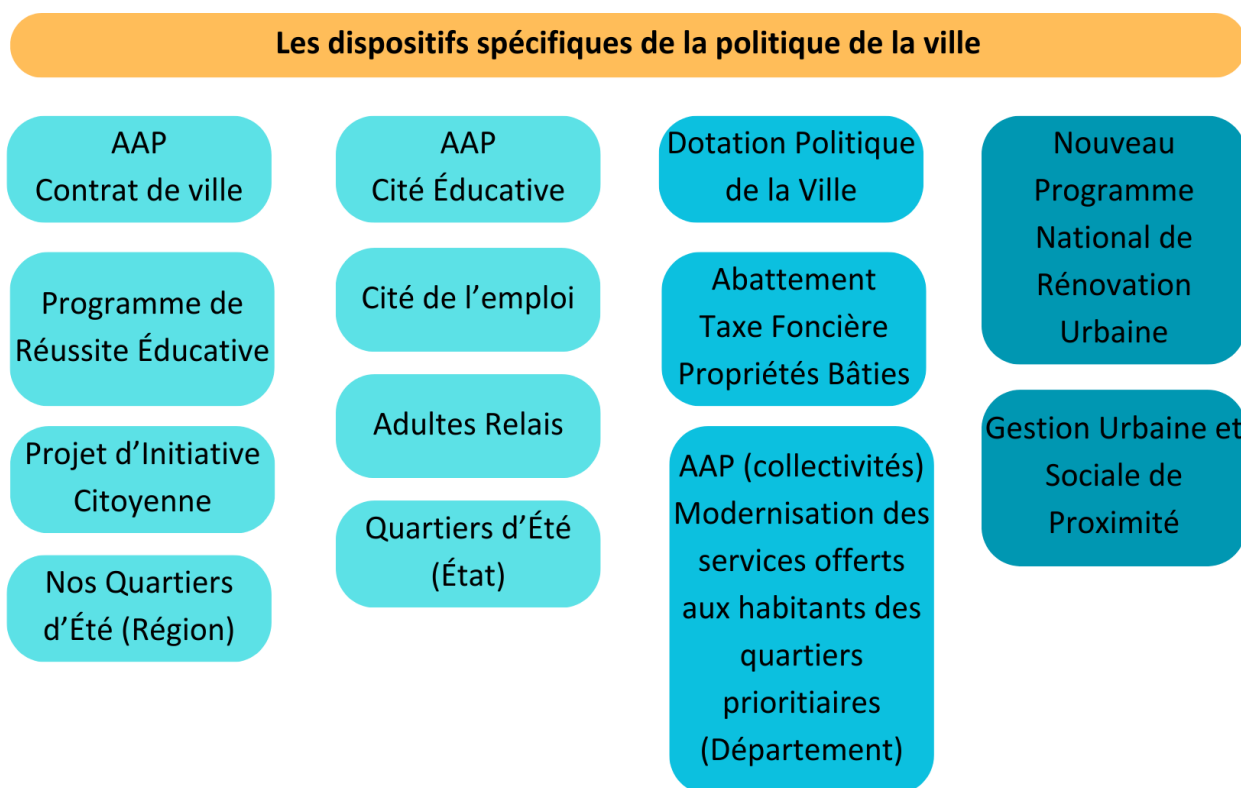 Les dispositifs spécifiques de la politique de la ville
AAP
Contrat de ville
Programme de
Réussite Éducative
Projet d’Initiative
Citoyenne
Nos Quartiers
d’Été (Région)
AAP
Cité Éducative
Cité de l’emploi
Adultes Relais
Quartiers d’Été
(État)
Dotation Politique
de la Ville
Abattement
Taxe Foncière
Propriétés Bâties
AAP (collectivités)
Modernisation des
services offerts
aux habitants des
quartiers
prioritiaires
(Département)
Nouveau
Programme
National de
Rénovation
Urbaine
Gestion Urbaine et
Sociale de
Proximité